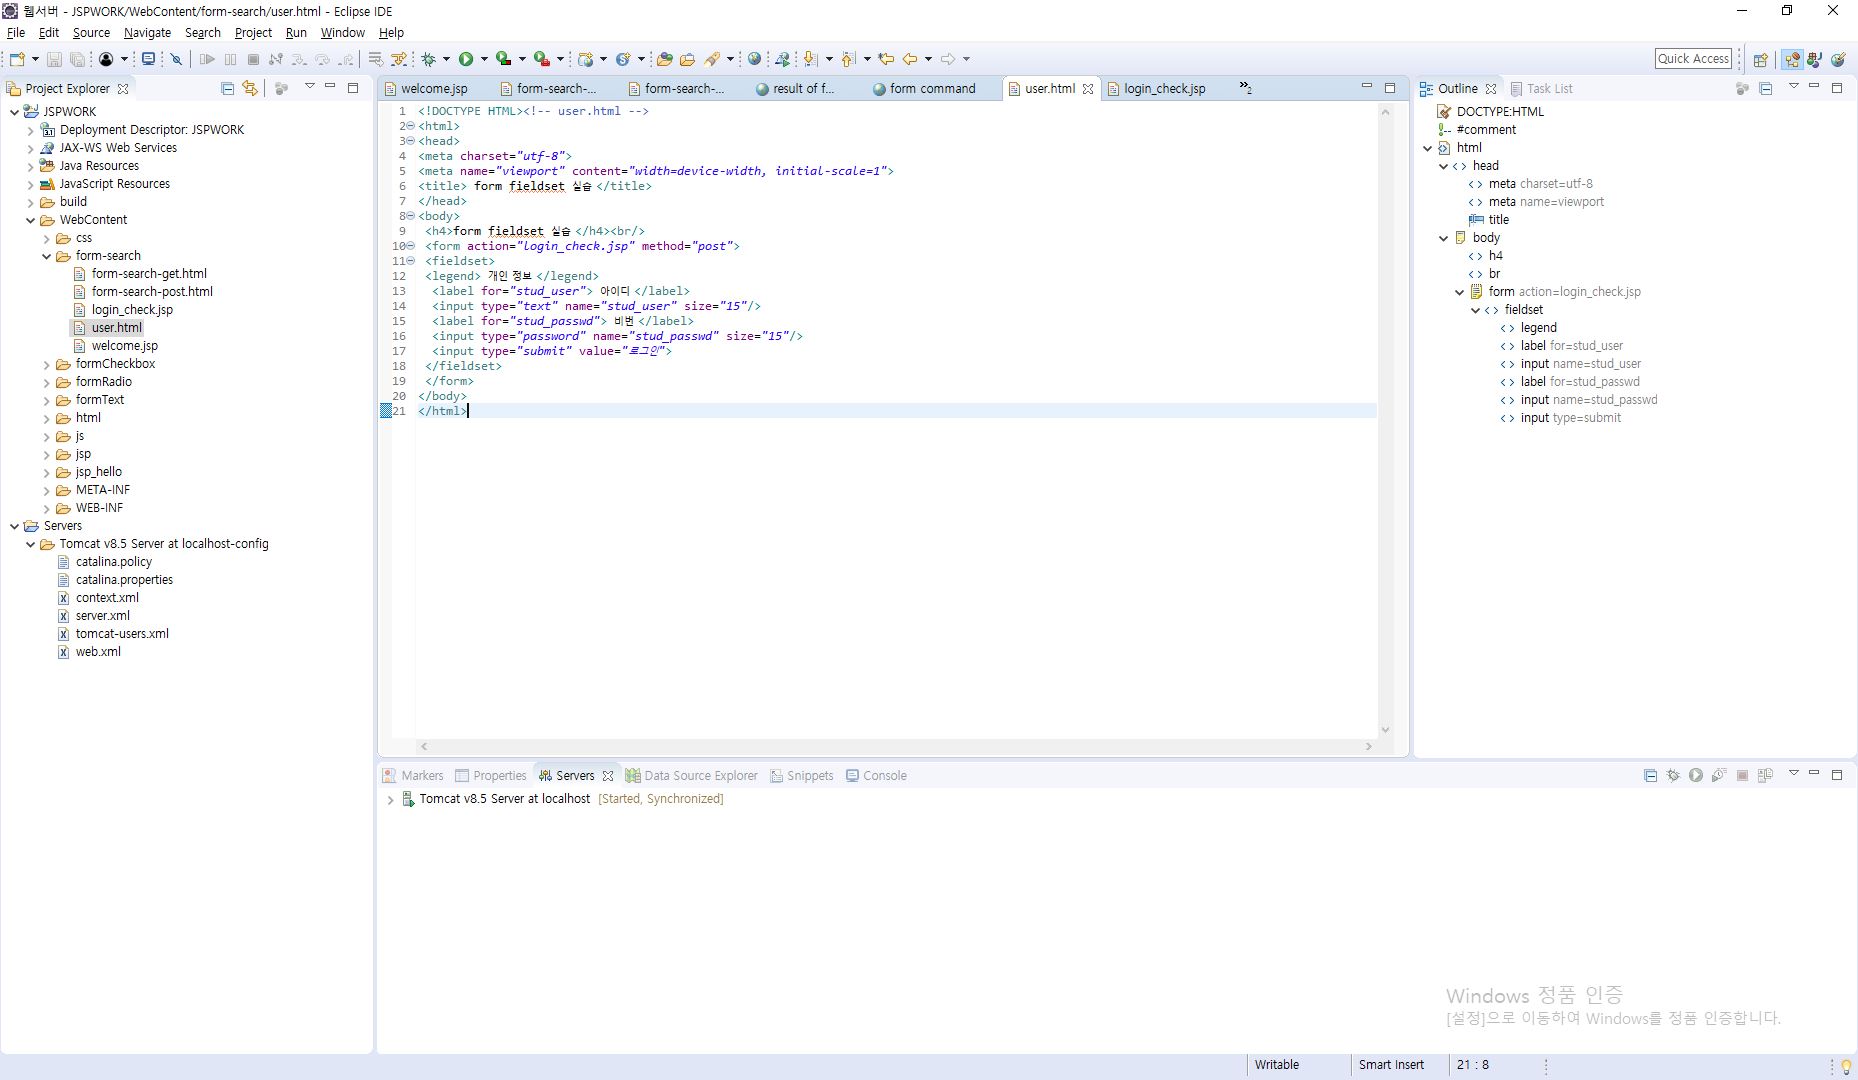 웹서버 - JSPWORK/WebContent/form-search/user.html - Eclipse IDE
File Edit Source Navigate Search Project Run Window Help
Quick Access
Project Explorer
JSPWORK
Deployment Descriptor: JSPWORK
JAX-WS Web Services
Java Resources
JavaScript Resources
build
WebContent
css
form-search
form-search-get.html
form-search-post.html
login_check.jsp
user.html
welcome.jsp
formCheckbox
formRadio
formText
html
js
jsp
jsp_hello
META-INF
WEB-INF
Servers
Tomcat v8.5 Server at localhost-config
catalina.policy
catalina.properties
context.xml
server.xml
tomcat-users.xml
web.xml
welcome.jsp form-search-... form-search-... result of f... form command user.html login_check.jsp »2
1 <!DOCTYPE HTML><!-- user.html -->
2 <html>
3 <head>
4 <meta charset="utf-8">
5 <meta name="viewport" content="width=device-width, initial-scale=1">
6 <title> form fieldset 실습 </title>
7 </head>
8 <body>
9 <h4>form fieldset 실습 </h4><br/>
10 <form action="login_check.jsp" method="post">
11 <fieldset>
12 <legend> 개인 정보 </legend>
13 <label for="stud_user"> 아이디 </label>
14 <input type="text" name="stud_user" size="15"/>
15 <label for="stud_passwd"> 비번 </label>
16 <input type="password" name="stud_passwd" size="15"/>
17 <input type="submit" value="로그인">
18 </fieldset>
19 </form>
20 </body>
21 </html>
Outline Task List
DOCTYPE:HTML
#comment
html
head
meta charset=utf-8
meta name=viewport
title
body
h4
br
form action=login_check.jsp
fieldset
legend
label for=stud_user
input name=stud_user
label for=stud_passwd
input name=stud_passwd
input type=submit
Markers Properties Servers Data Source Explorer Snippets Console
Tomcat v8.5 Server at localhost [Started, Synchronized]
Windows 정품 인증
[설정]으로 이동하여 Windows를 정품 인증합니다.
Writable Smart Insert 21 : 8